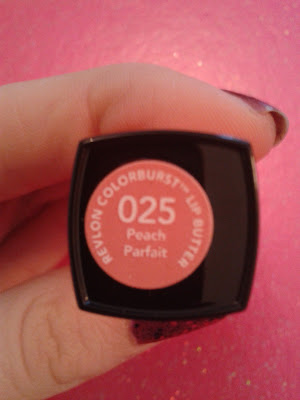 REVLON COLORBURST™ LIP BUTTER
025
Peach
Parfait